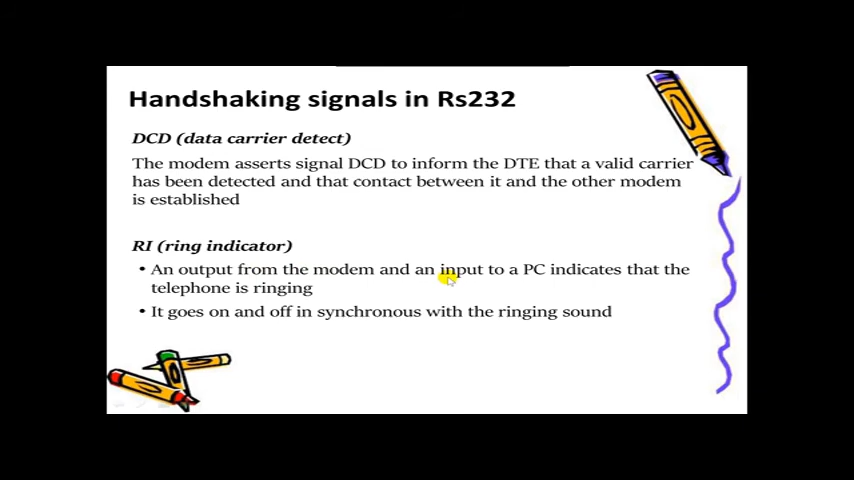 Handshaking signals in Rs232
DCD (data carrier detect)
The modem asserts signal DCD to inform the DTE that a valid carrier
has been detected and that contact between it and the other modem
is established
RI (ring indicator)
• An output from the modem and an input to a PC indicates that the
telephone is ringing
• It goes on and off in synchronous with the ringing sound